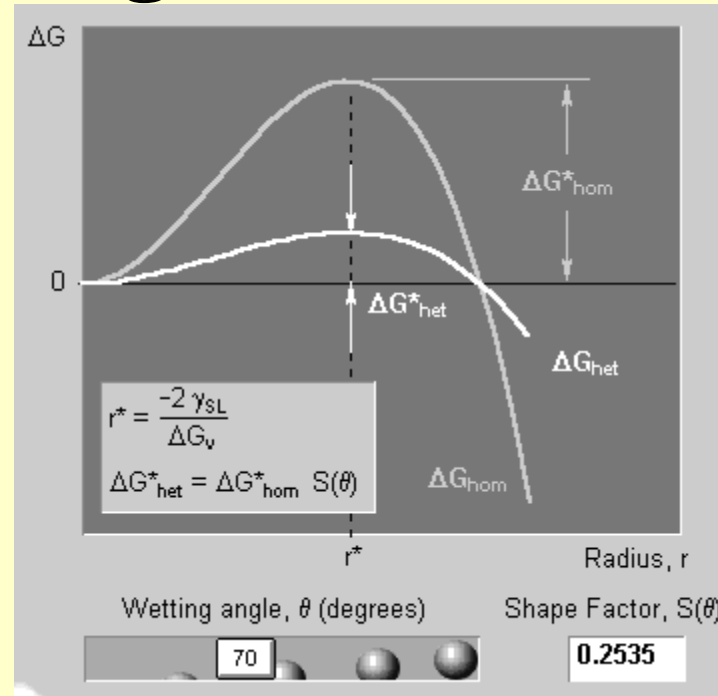 ΔG
ΔG*hom
0
ΔG*het
ΔGhet
r* = -2 γSL / ΔGv
ΔG*het = ΔG*hom S(θ)
ΔGhom
r*
Radius, r
Wetting angle, θ (degrees)
Shape Factor, S(θ)
70
0.2535